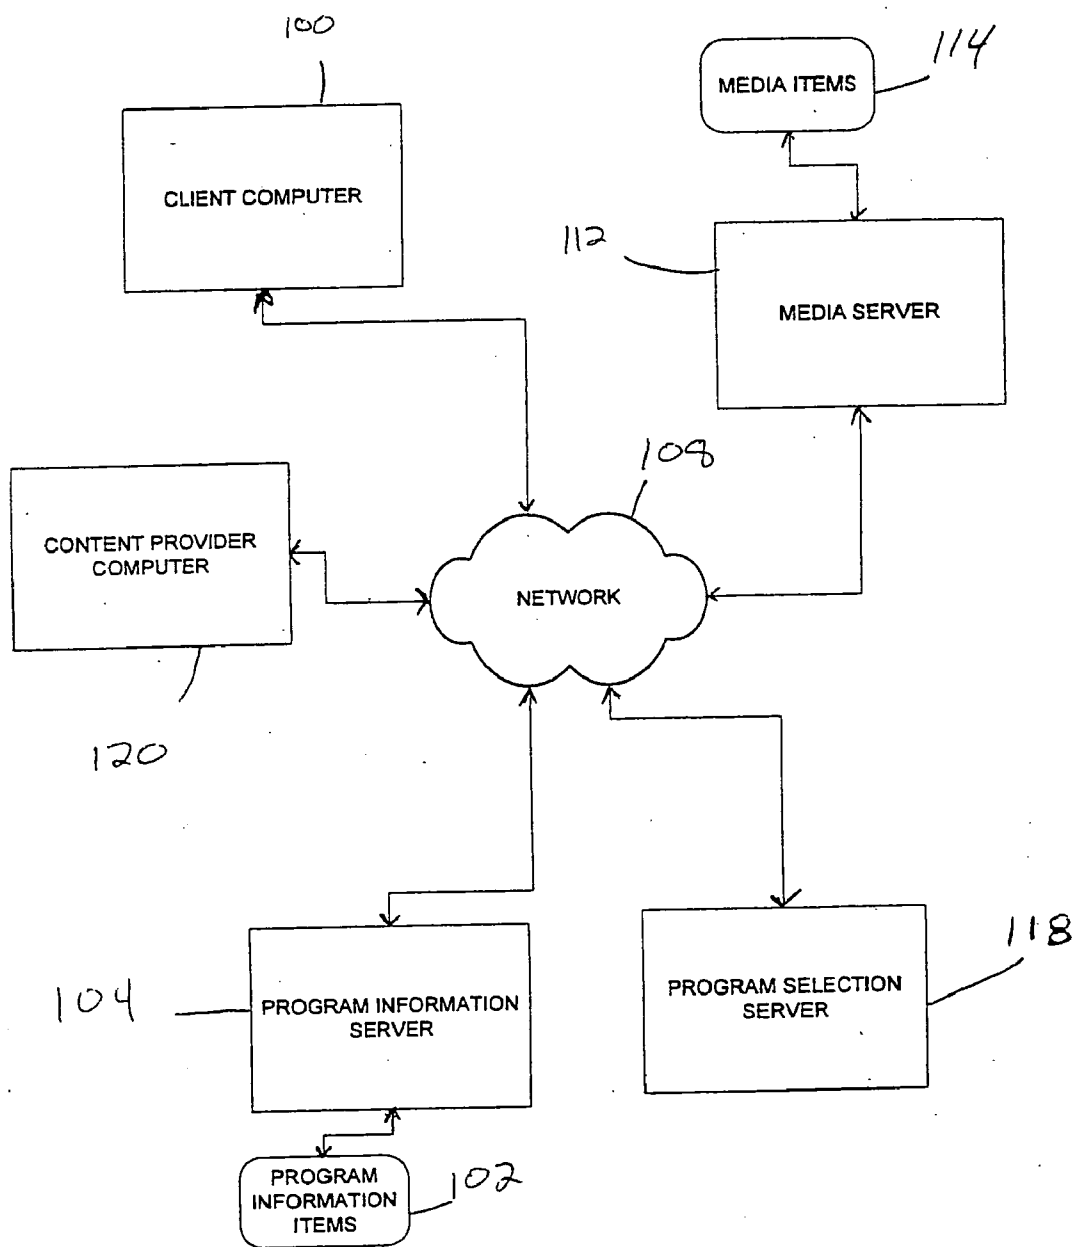 100
114
MEDIA ITEMS
CLIENT COMPUTER
112
MEDIA SERVER
108
CONTENT PROVIDER
COMPUTER
NETWORK
120
118
104
PROGRAM INFORMATION
SERVER
PROGRAM SELECTION
SERVER
PROGRAM
INFORMATION
ITEMS
102